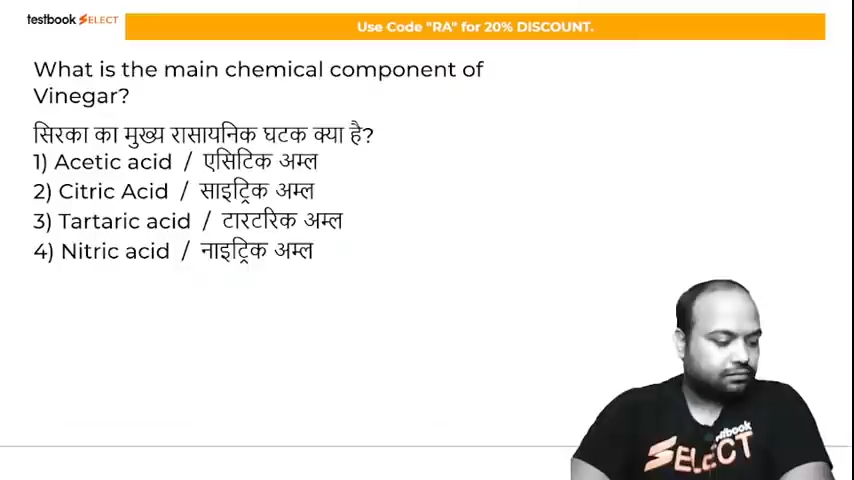 testbook SELECT
Use Code "RA" for 20% DISCOUNT.
What is the main chemical component of
Vinegar?
सिरका का मुख्य रासायनिक घटक क्या है?
1) Acetic acid / एसिटिक अम्ल
2) Citric Acid / साइट्रिक अम्ल
3) Tartaric acid / टारटरिक अम्ल
4) Nitric acid / नाइट्रिक अम्ल
testbook
SELECT